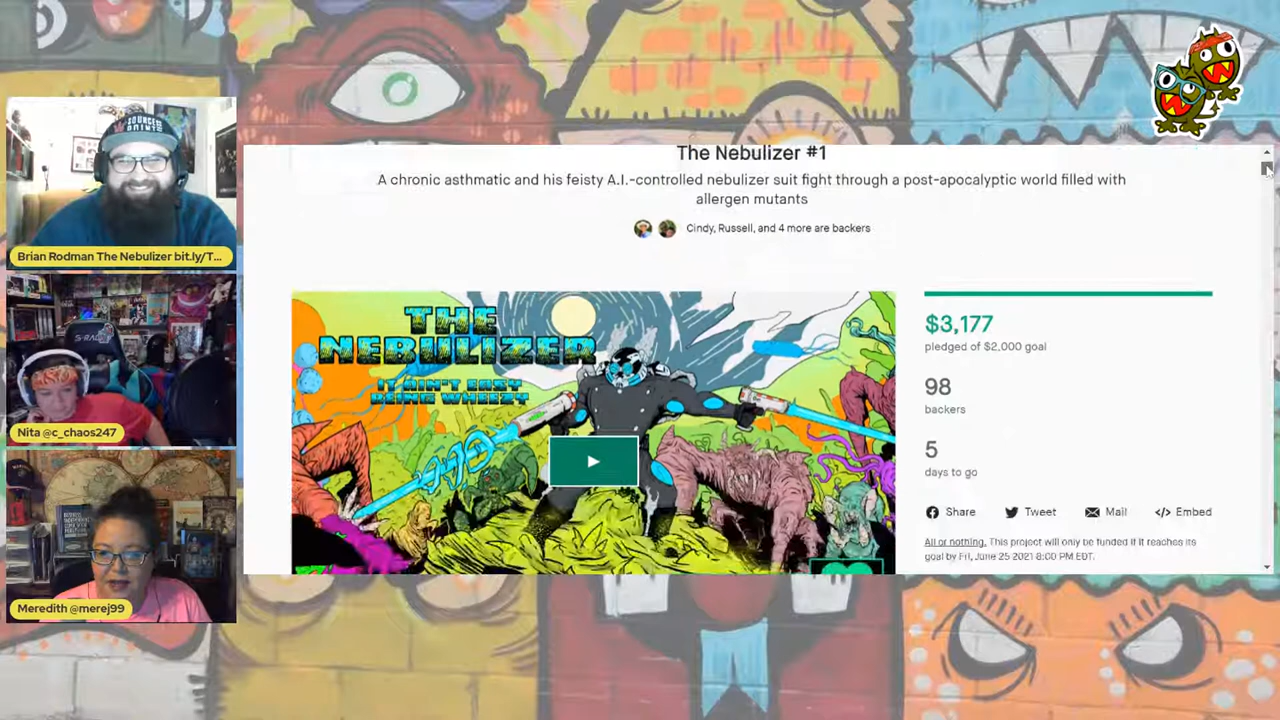 The Nebulizer #1
A chronic asthmatic and his feisty A.I.-controlled nebulizer suit fight through a post-apocalyptic world filled with
allergen mutants
Cindy, Russell, and 4 more are backers
THE
NEBULIZER
IT AIN'T EASY
BEING WHEEZY
$3,177
pledged of $2,000 goal
98
backers
5
days to go
Share
Tweet
Mail
</> Embed
All or nothing. This project will only be funded if it reaches its
goal by Fri, June 25 2021 8:00 PM EDT.
BOUNCE
POINT
Brian Rodman The Nebulizer bit.ly/T...
Nita @c_chaos247
Meredith @merej99